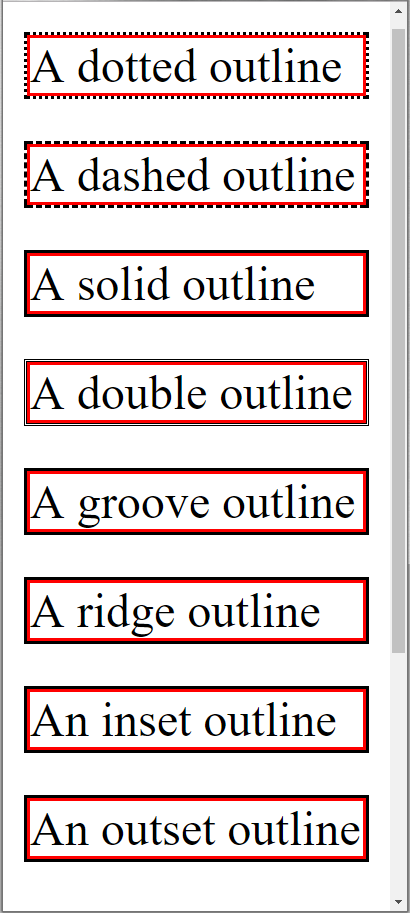 A dotted outline
A dashed outline
A solid outline
A double outline
A groove outline
A ridge outline
An inset outline
An outset outline